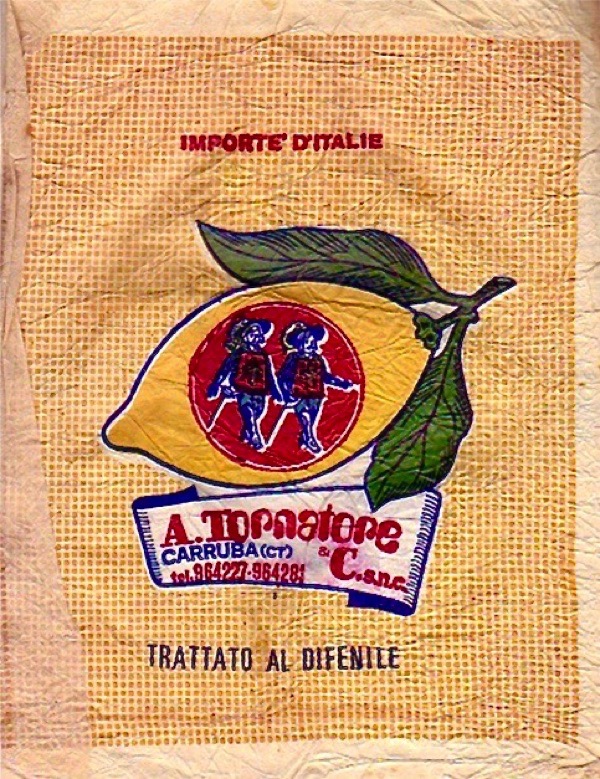 IMPORTE' D'ITALIE
A. Tornatore
CARRUBA (CT) & C. s.n.c.
tel. 964227-964281
TRATTATO AL DIFENILE